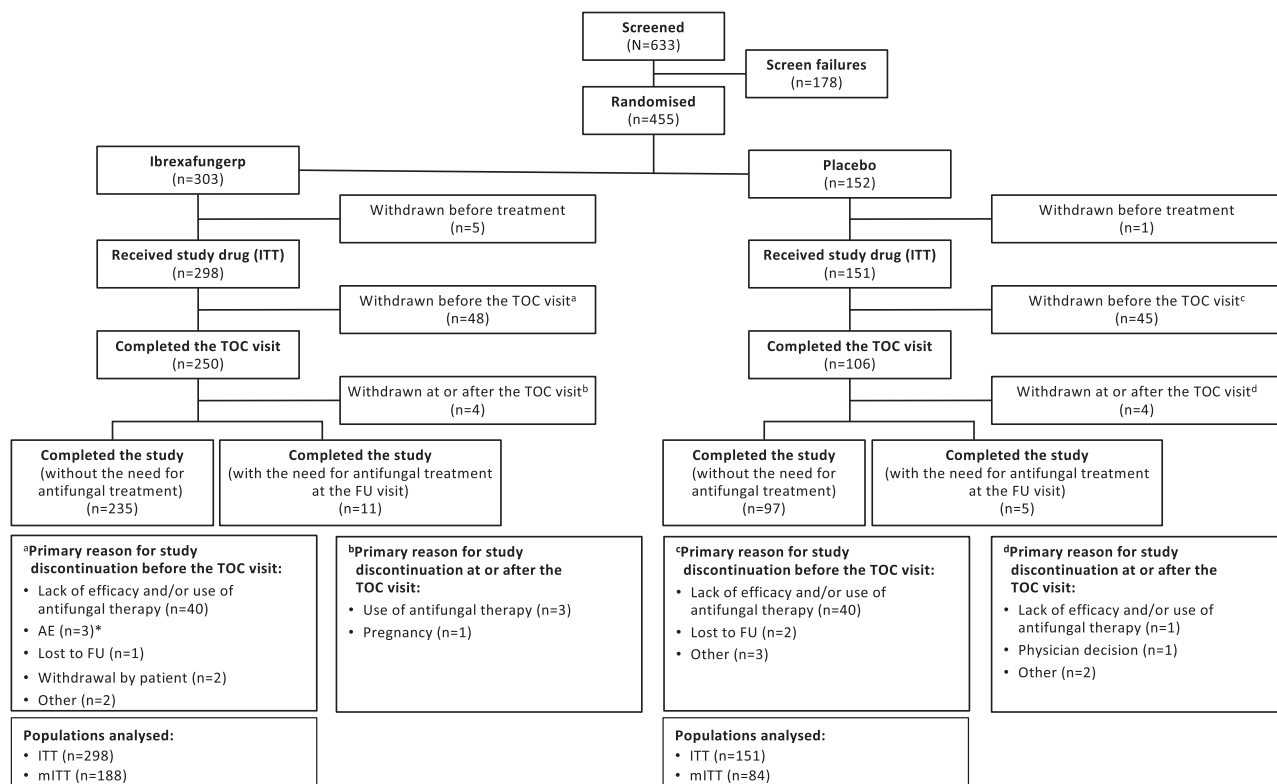 Screened
(N=633)
Screen failures
(n=178)
Randomised
(n=455)
Ibrexafungerp
(n=303)
Placebo
(n=152)
Withdrawn before treatment
(n=5)
Withdrawn before treatment
(n=1)
Received study drug (ITT)
(n=298)
Received study drug (ITT)
(n=151)
Withdrawn before the TOC visitᵃ
(n=48)
Withdrawn before the TOC visitᶜ
(n=45)
Completed the TOC visit
(n=250)
Completed the TOC visit
(n=106)
Withdrawn at or after the TOC visitᵇ
(n=4)
Withdrawn at or after the TOC visitᵈ
(n=4)
Completed the study
(without the need for
antifungal treatment)
(n=235)
Completed the study
(with the need for antifungal treatment
at the FU visit)
(n=11)
Completed the study
(without the need for
antifungal treatment)
(n=97)
Completed the study
(with the need for antifungal treatment
at the FU visit)
(n=5)
ᵃPrimary reason for study
discontinuation before the TOC visit:
• Lack of efficacy and/or use of
antifungal therapy (n=40)
• AE (n=3)*
• Lost to FU (n=1)
• Withdrawal by patient (n=2)
• Other (n=2)
ᵇPrimary reason for study
discontinuation at or after the
TOC visit:
• Use of antifungal therapy (n=3)
• Pregnancy (n=1)
ᶜPrimary reason for study
discontinuation before the TOC visit:
• Lack of efficacy and/or use of
antifungal therapy (n=40)
• Lost to FU (n=2)
• Other (n=3)
ᵈPrimary reason for study
discontinuation at or after the
TOC visit:
• Lack of efficacy and/or use of
antifungal therapy (n=1)
• Physician decision (n=1)
• Other (n=2)
Populations analysed:
• ITT (n=298)
• mITT (n=188)
Populations analysed:
• ITT (n=151)
• mITT (n=84)